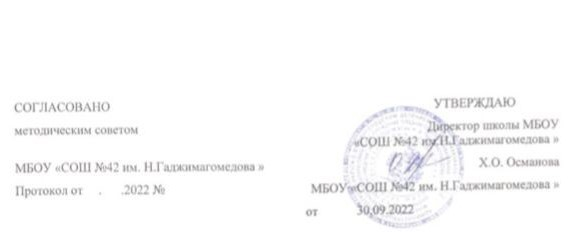 СОГЛАСОВАНО
методическим советом
МБОУ «СОШ №42 им. Н.Гаджимагомедова »
Протокол от . .2022 №
УТВЕРЖДАЮ
Директор школы МБОУ
«СОШ №42 им.Н.Гаджимагомедова »
Х.О. Османова
МБОУ «СОШ №42 им. Н.Гаджимагомедова »
от 30.09.2022